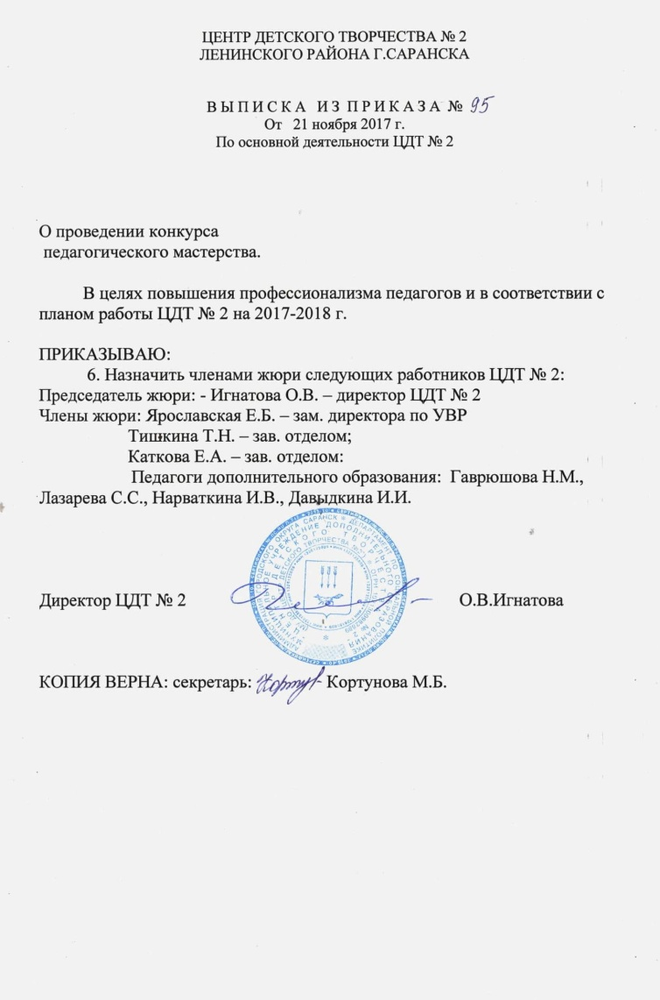 ЦЕНТР ДЕТСКОГО ТВОРЧЕСТВА № 2
ЛЕНИНСКОГО РАЙОНА Г.САРАНСКА
В Ы П И С К А И З П Р И К А З А № 95
От 21 ноября 2017 г.
По основной деятельности ЦДТ № 2
О проведении конкурса
педагогического мастерства.
В целях повышения профессионализма педагогов и в соответствии с
планом работы ЦДТ № 2 на 2017-2018 г.
ПРИКАЗЫВАЮ:
6. Назначить членами жюри следующих работников ЦДТ № 2:
Председатель жюри: - Игнатова О.В. – директор ЦДТ № 2
Члены жюри: Ярославская Е.Б. – зам. директора по УВР
Тишкина Т.Н. – зав. отделом;
Каткова Е.А. – зав. отделом:
Педагоги дополнительного образования: Гаврюшова Н.М.,
Лазарева С.С., Нарваткина И.В., Давыдкина И.И.
Директор ЦДТ № 2 О.В.Игнатова
КОПИЯ ВЕРНА: секретарь: Кортунова М.Б.